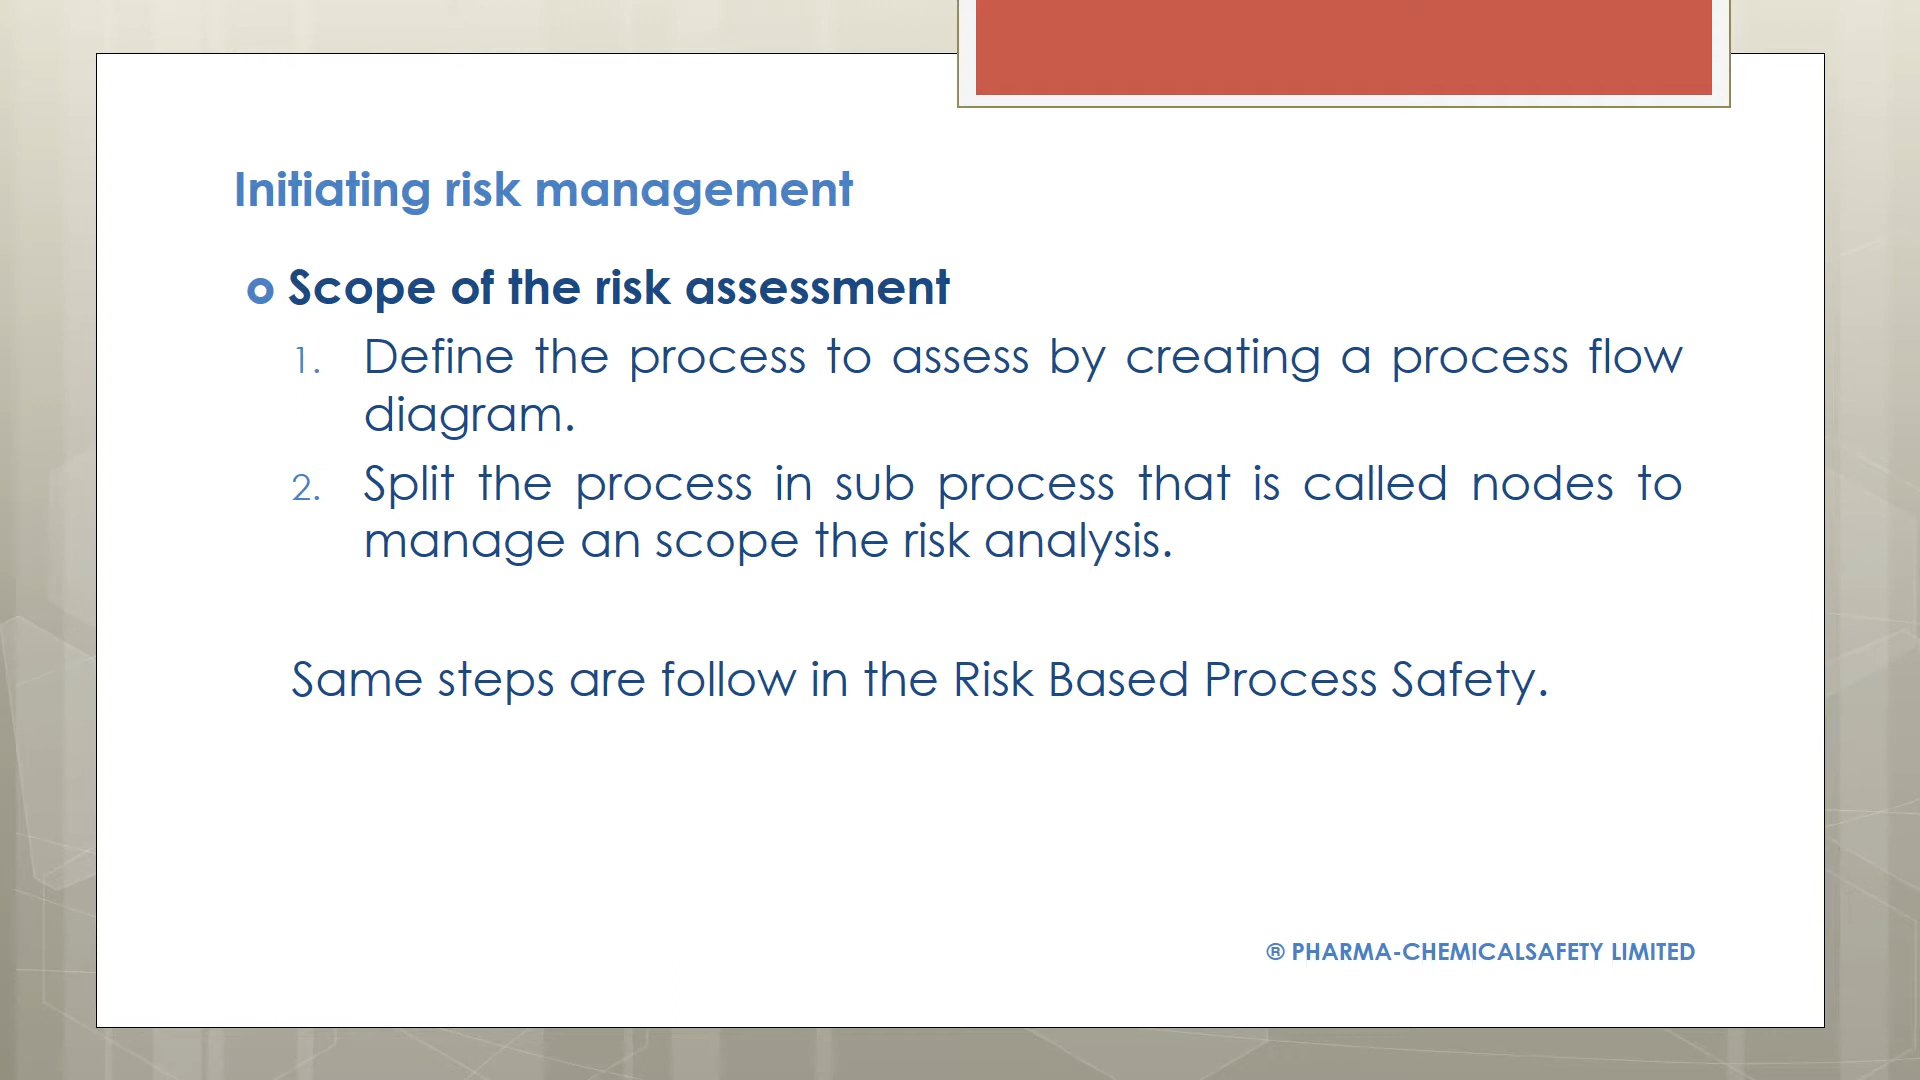 Initiating risk management
Scope of the risk assessment
1. Define the process to assess by creating a process flow
diagram.
2. Split the process in sub process that is called nodes to
manage an scope the risk analysis.
Same steps are follow in the Risk Based Process Safety.
® PHARMA-CHEMICALSAFETY LIMITED